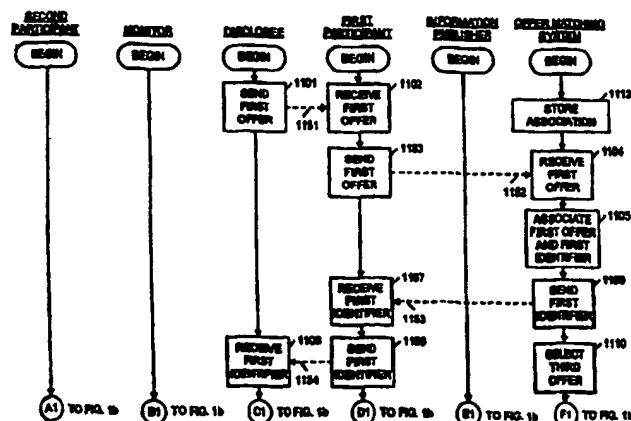 SECOND PARTICIPANT
MONITOR
DISCLOSEE
FIRST PARTICIPANT
INFORMATION PUBLISHER
OFFER MATCHING SYSTEM
BEGIN
BEGIN
BEGIN
BEGIN
BEGIN
BEGIN
1101
SEND FIRST OFFER
1151
1102
RECEIVE FIRST OFFER
1113
STORE ASSOCIATION
SEND FIRST OFFER
1152
1104
RECEIVE FIRST OFFER
1105
ASSOCIATE FIRST OFFER AND FIRST IDENTIFIER
1107
RECEIVE FIRST IDENTIFIER
1153
SEND FIRST IDENTIFIER
RECEIVE FIRST IDENTIFIER
1154
SEND FIRST IDENTIFIER
1110
SELECT THIRD OFFER
A1 TO FIG. 1b
B1 TO FIG. 1b
C1 TO FIG. 1b
D1 TO FIG. 1b
E1 TO FIG. 1b
F1 TO FIG. 1b